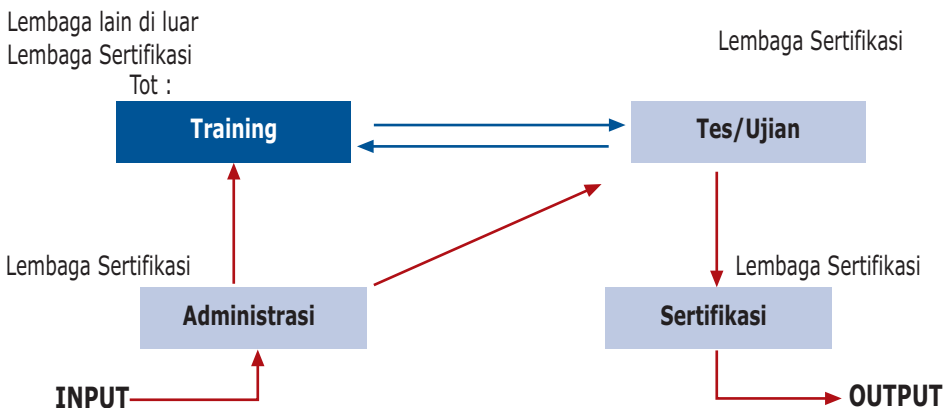 Lembaga lain di luar
Lembaga Sertifikasi
Tot :
Lembaga Sertifikasi
Training
Tes/Ujian
Lembaga Sertifikasi
Lembaga Sertifikasi
Administrasi
Sertifikasi
INPUT
OUTPUT